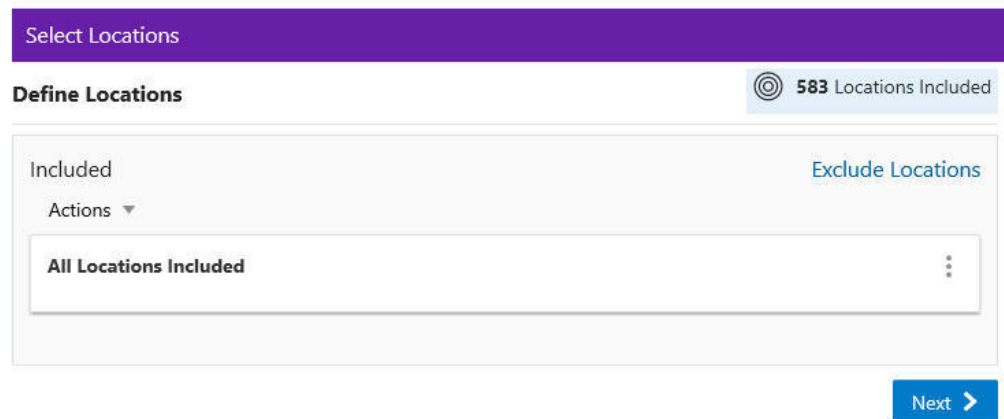 Select Locations
Define Locations
583 Locations Included
Included
Exclude Locations
Actions
All Locations Included
Next